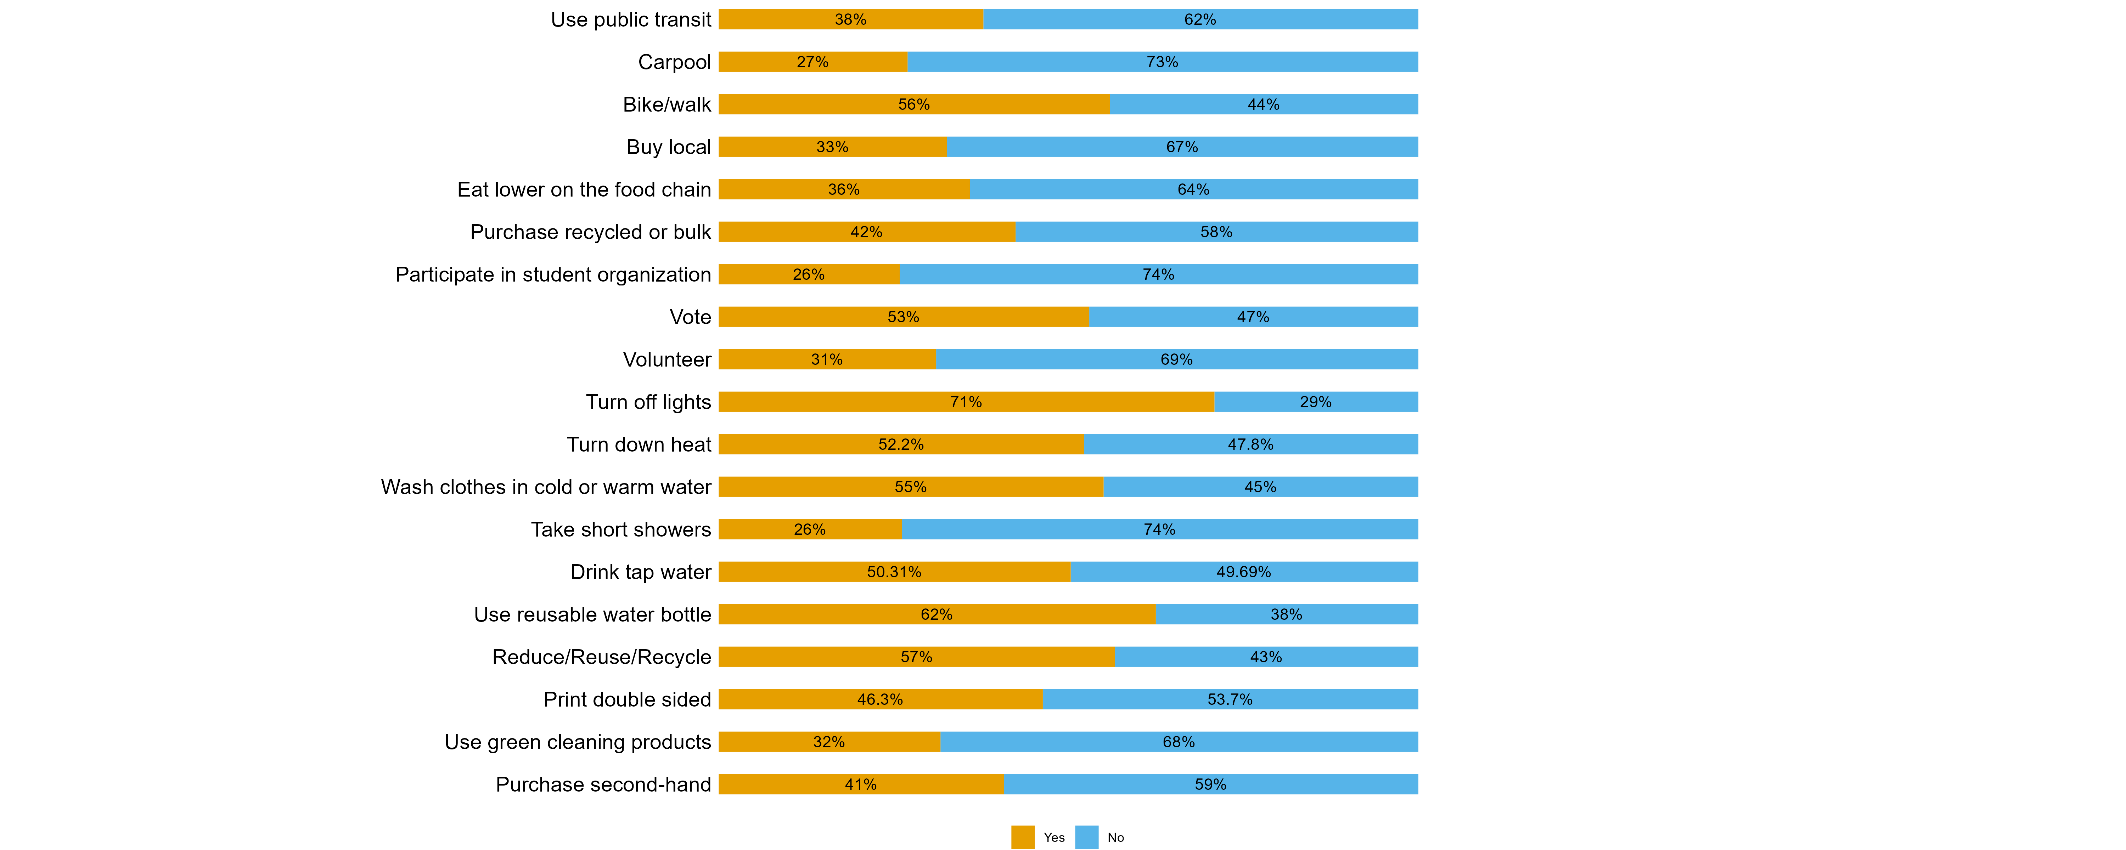 Use public transit 38% 62%
Carpool 27% 73%
Bike/walk 56% 44%
Buy local 33% 67%
Eat lower on the food chain 36% 64%
Purchase recycled or bulk 42% 58%
Participate in student organization 26% 74%
Vote 53% 47%
Volunteer 31% 69%
Turn off lights 71% 29%
Turn down heat 52.2% 47.8%
Wash clothes in cold or warm water 55% 45%
Take short showers 26% 74%
Drink tap water 50.31% 49.69%
Use reusable water bottle 62% 38%
Reduce/Reuse/Recycle 57% 43%
Print double sided 46.3% 53.7%
Use green cleaning products 32% 68%
Purchase second-hand 41% 59%
Yes No